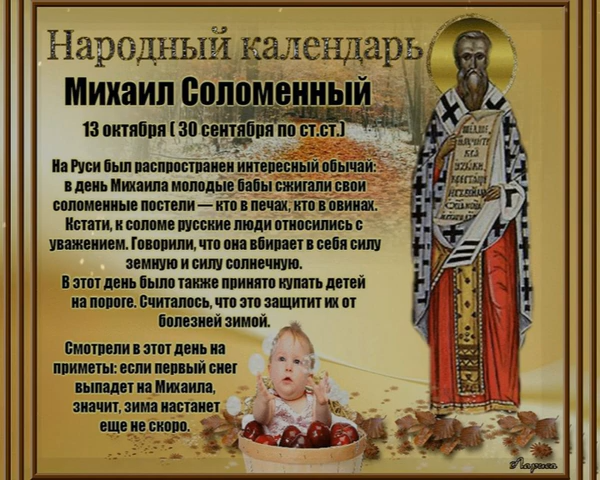 Народный календарь
Михаил Соломенный
13 октября ( 30 сентября по ст.ст.)
На Руси был распространен интересный обычай:
в день Михаила молодые бабы сжигали свои
соломенные постели — кто в печах, кто в овинах.
Кстати, к соломе русские люди относились с
уважением. Говорили, что она вбирает в себя силу
земную и силу солнечную.
В этот день было также принято купать детей
на пороге. Считалось, что это защитит их от
болезней зимой.
Смотрели в этот день на
приметы: если первый снег
выпадет на Михаила,
значит, зима настанет
еще не скоро.
Лариса